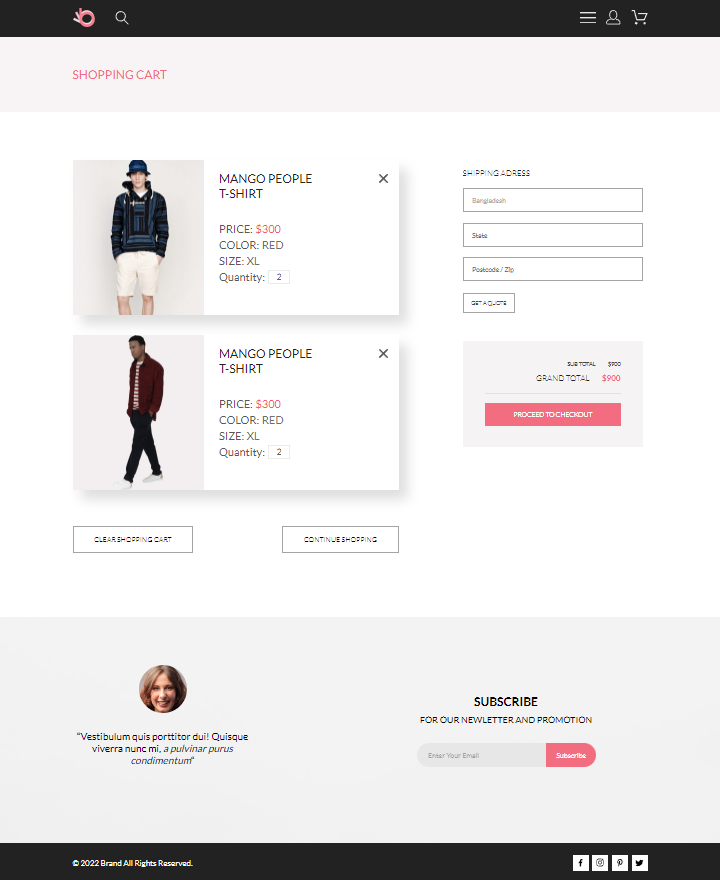 SHOPPING CART
MANGO PEOPLE
T-SHIRT
PRICE: $300
COLOR: RED
SIZE: XL
Quantity: 2
MANGO PEOPLE
T-SHIRT
PRICE: $300
COLOR: RED
SIZE: XL
Quantity: 2
CLEAR SHOPPING CART
CONTINUE SHOPPING
SHIPPING ADRESS
Bangladesh
State
Postcode / Zip
GET A QUOTE
SUB TOTAL $900
GRAND TOTAL $900
PROCEED TO CHECKOUT
“Vestibulum quis porttitor dui! Quisque
viverra nunc mi, a pulvinar purus
condimentum“
SUBSCRIBE
FOR OUR NEWLETTER AND PROMOTION
Enter Your Email
Subscribe
© 2022 Brand All Rights Reserved.